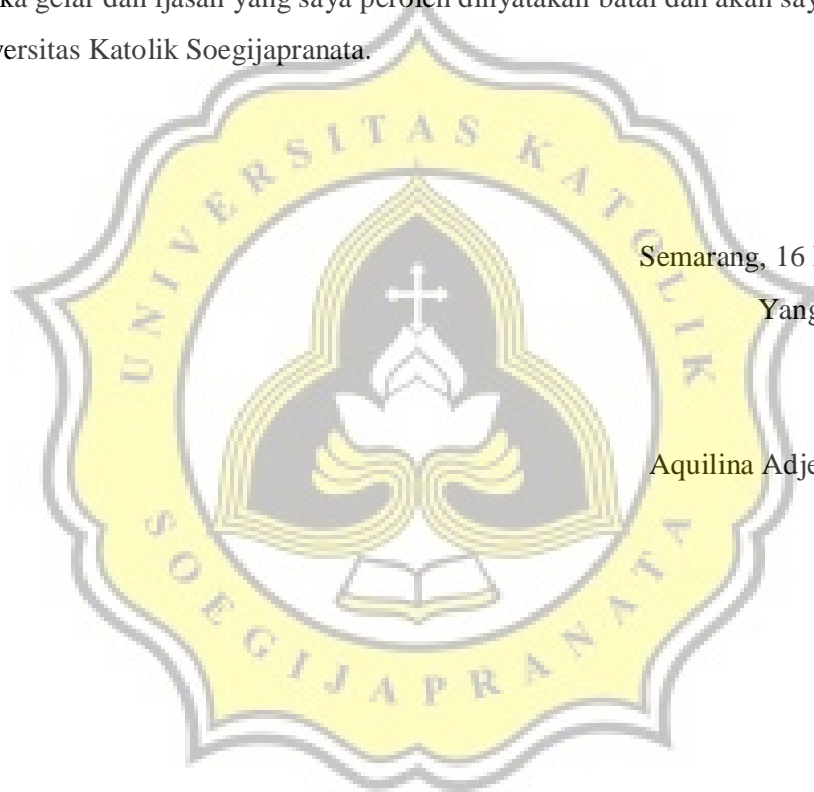 ka gelar dan ijasah yang saya peroleh dinyatakan batal dan akan say
versitas Katolik Soegijapranata.
UNIVERSITAS KATOLIK
Semarang, 16
Yang
Aquilina Adje
SOEGIJAPRANATA